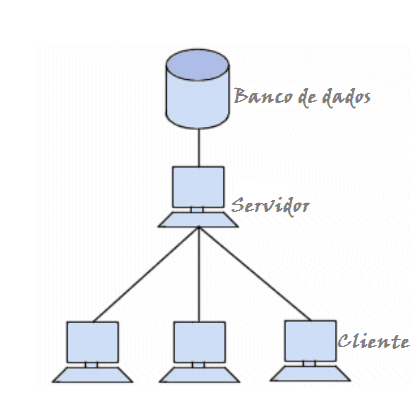 Banco de dados
Servidor
Cliente